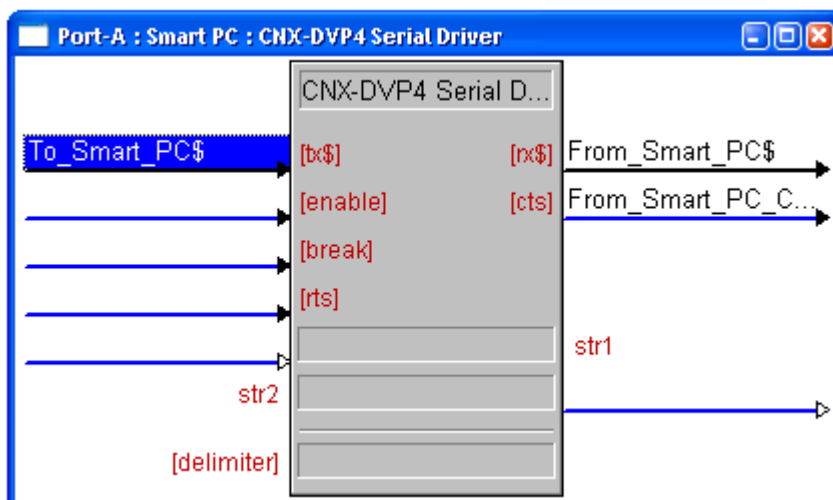 Port-A : Smart PC : CNX-DVP4 Serial Driver
CNX-DVP4 Serial D...
To_Smart_PC$ [tx$] [rx$] From_Smart_PC$
[enable] [cts] From_Smart_PC_C...
[break]
[rts]
str1
str2
[delimiter]